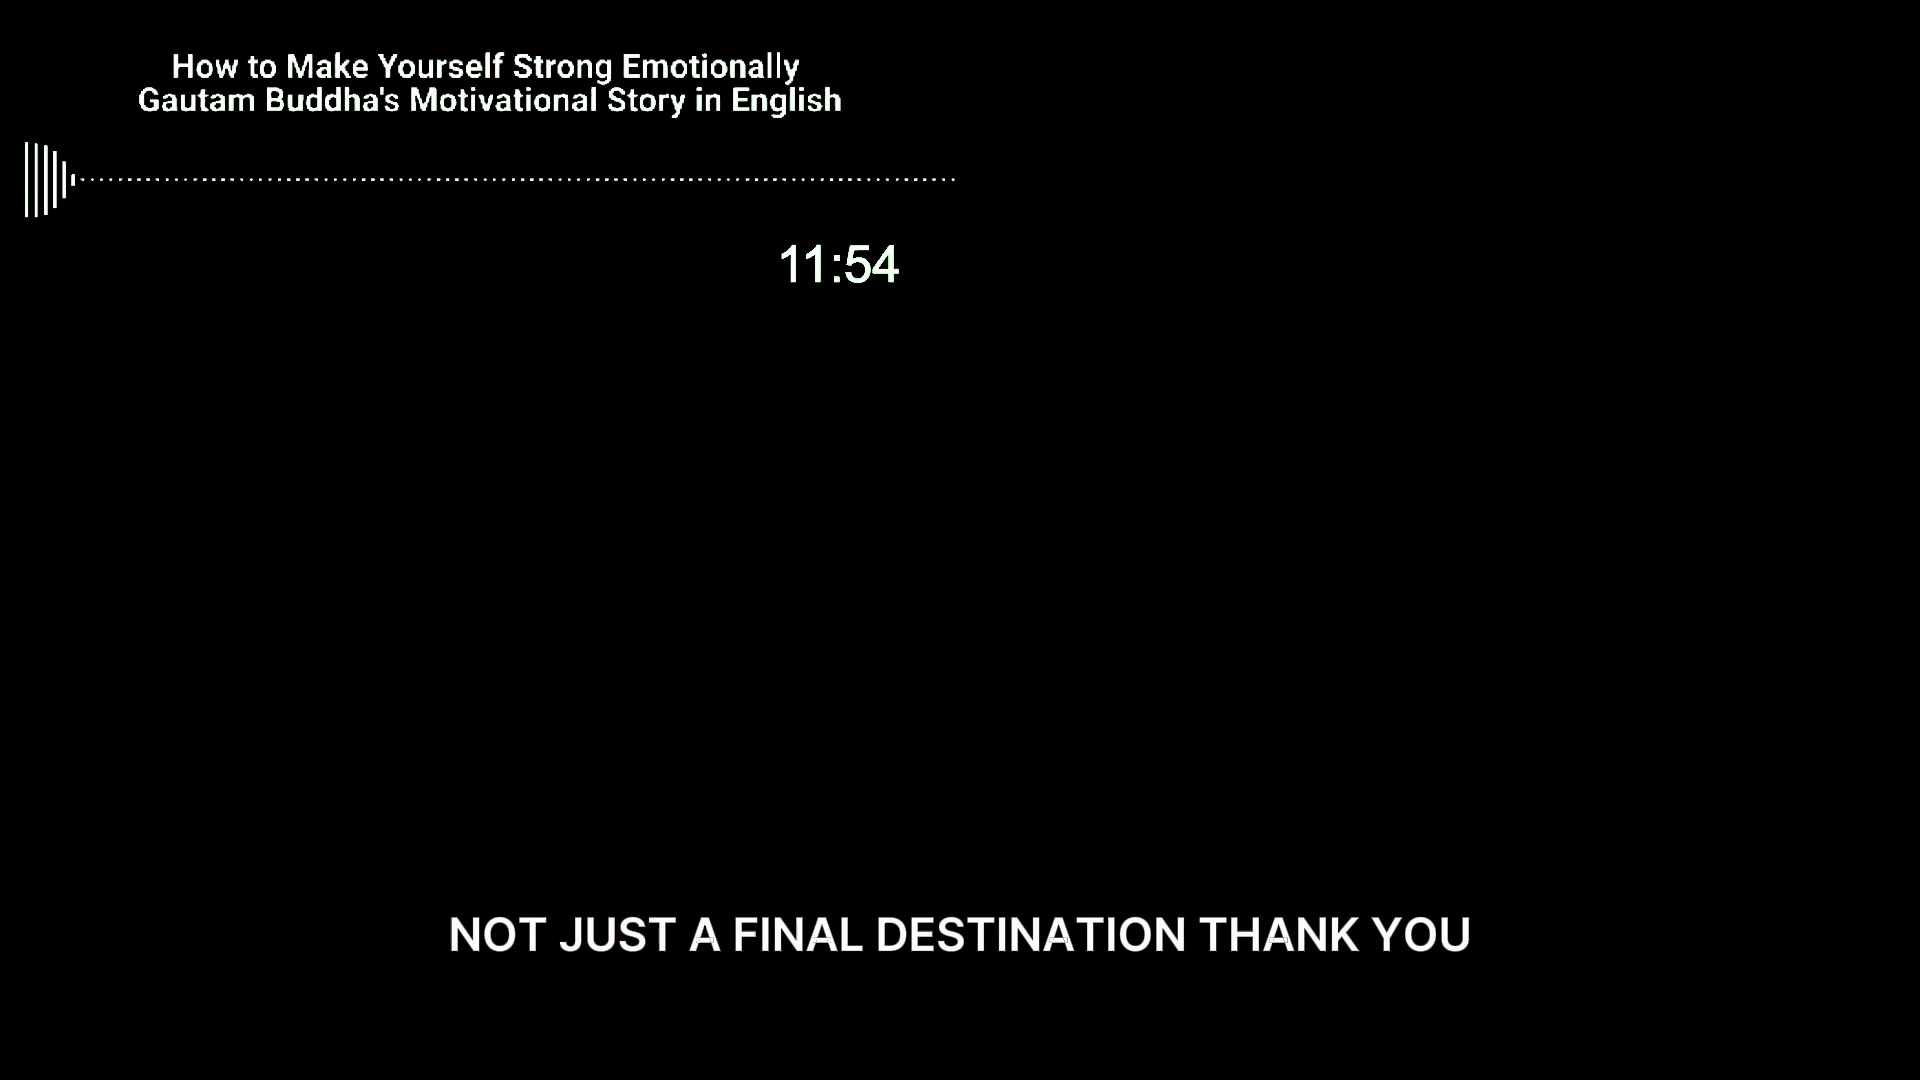 How to Make Yourself Strong Emotionally
Gautam Buddha's Motivational Story in English
11:54
NOT JUST A FINAL DESTINATION THANK YOU